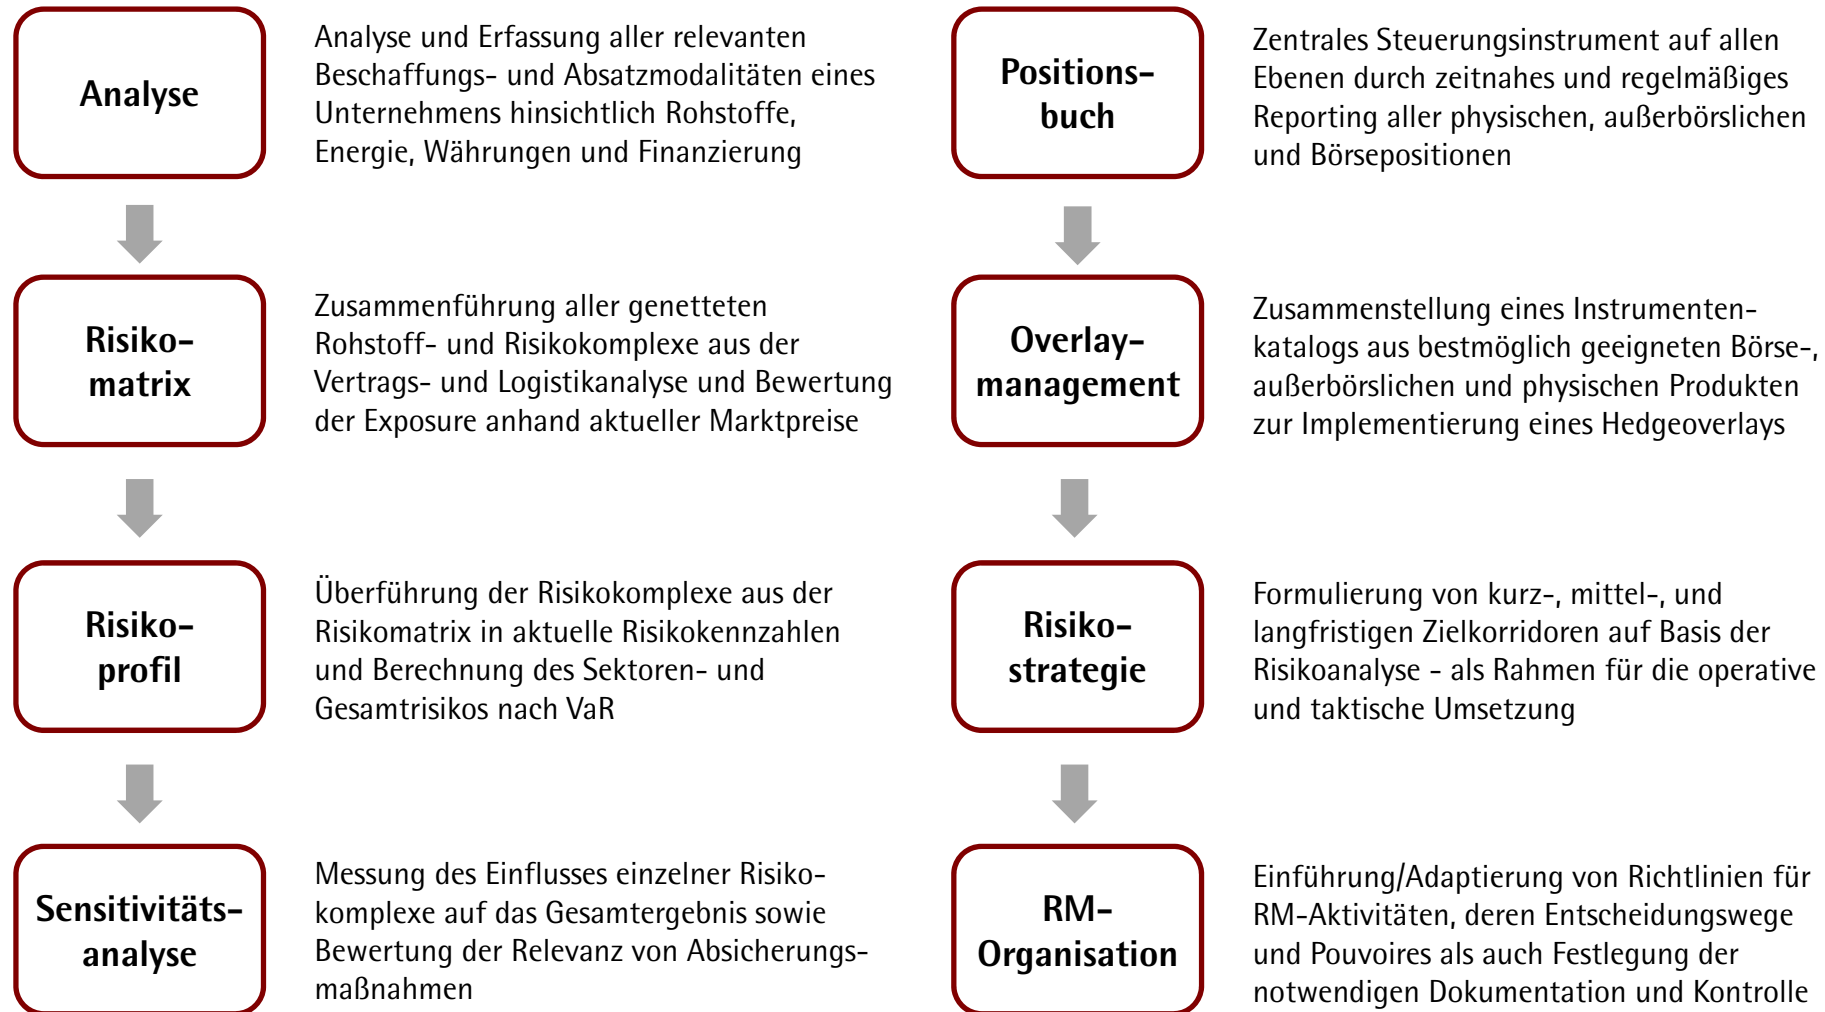 Analyse
Analyse und Erfassung aller relevanten
Beschaffungs- und Absatzmodalitäten eines
Unternehmens hinsichtlich Rohstoffe,
Energie, Währungen und Finanzierung
Risiko-
matrix
Zusammenführung aller genetteten
Rohstoff- und Risikokomplexe aus der
Vertrags- und Logistikanalyse und Bewertung
der Exposure anhand aktueller Marktpreise
Risiko-
profil
Überführung der Risikokomplexe aus der
Risikomatrix in aktuelle Risikokennzahlen
und Berechnung des Sektoren- und
Gesamtrisikos nach VaR
Sensitivitäts-
analyse
Messung des Einflusses einzelner Risiko-
komplexe auf das Gesamtergebnis sowie
Bewertung der Relevanz von Absicherungs-
maßnahmen
Positions-
buch
Zentrales Steuerungsinstrument auf allen
Ebenen durch zeitnahes und regelmäßiges
Reporting aller physischen, außerbörslichen
und Börsepositionen
Overlay-
management
Zusammenstellung eines Instrumenten-
katalogs aus bestmöglich geeigneten Börse-,
außerbörslichen und physischen Produkten
zur Implementierung eines Hedgeoverlays
Risiko-
strategie
Formulierung von kurz-, mittel-, und
langfristigen Zielkorridoren auf Basis der
Risikoanalyse - als Rahmen für die operative
und taktische Umsetzung
RM-
Organisation
Einführung/Adaptierung von Richtlinien für
RM-Aktivitäten, deren Entscheidungswege
und Pouvoires als auch Festlegung der
notwendigen Dokumentation und Kontrolle